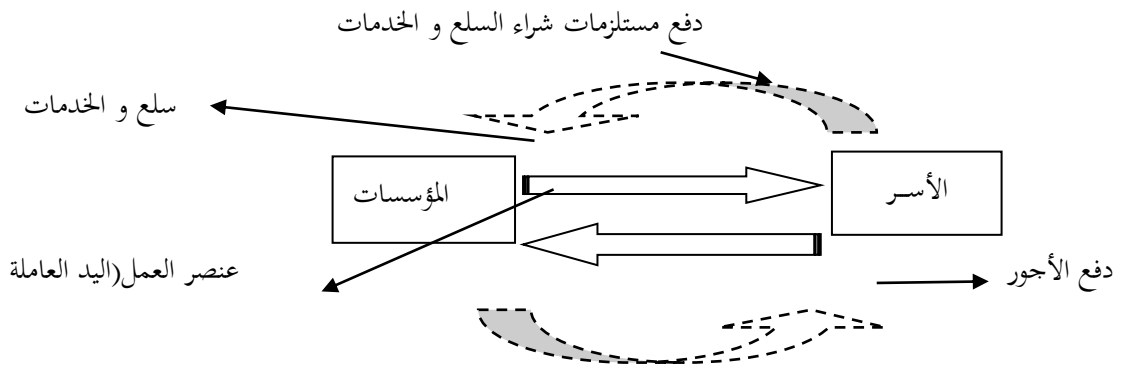 دفع مستلزمات شراء السلع و الخدمات
سلع و الخدمات
الأسـر
المؤسسات
دفع الأجور
عنصر العمل(اليد العاملة